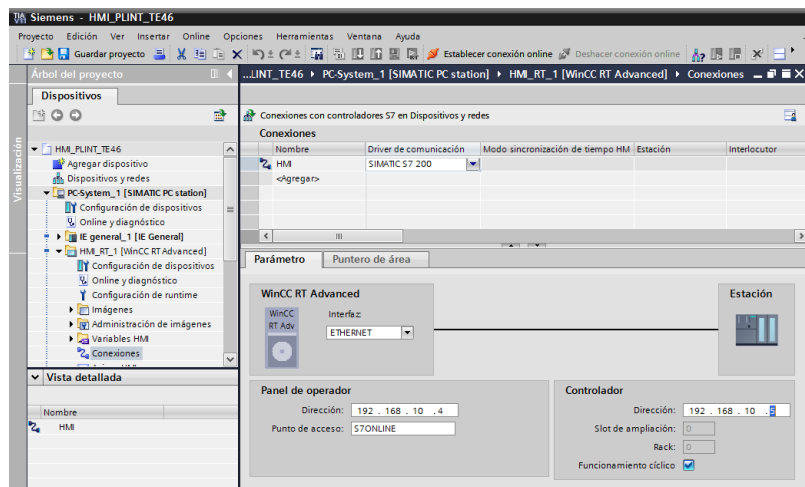 Siemens - HMI_PLINT_TE46
Proyecto Edición Ver Insertar Online Opciones Herramientas Ventana Ayuda
Guardar proyecto Establecer conexión online Deshacer conexión online
Árbol del proyecto
...LINT_TE46 PC-System_1 [SIMATIC PC station] HMI_RT_1 [WinCC RT Advanced] Conexiones
Dispositivos
Visualización
HMI_PLINT_TE46
Agregar dispositivo
Dispositivos y redes
PC-System_1 [SIMATIC PC station]
Configuración de dispositivos
Online y diagnóstico
IE general_1 [IE General]
HMI_RT_1 [WinCC RT Advanced]
Configuración de dispositivos
Online y diagnóstico
Configuración de runtime
Imágenes
Administración de imágenes
Variables HMI
Conexiones
Vista detallada
Nombre
HMI
Conexiones con controladores S7 en Dispositivos y redes
Conexiones
Nombre Driver de comunicación Modo sincronización de tiempo HM Estación Interlocutor
HMI SIMATIC S7 200
<Agregar>
Parámetro Puntero de área
WinCC RT Advanced
WinCC
RT Adv
Interfaz:
ETHERNET
Estación
Panel de operador
Dirección: 192 . 168 . 10 . 4
Punto de acceso: S7ONLINE
Controlador
Dirección: 192 . 168 . 10 . 5
Slot de ampliación: 0
Rack: 0
Funcionamiento cíclico